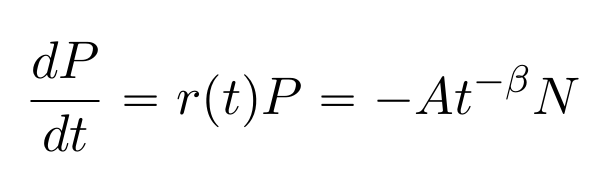 dP/dt = r(t)P = −At^{−β}N